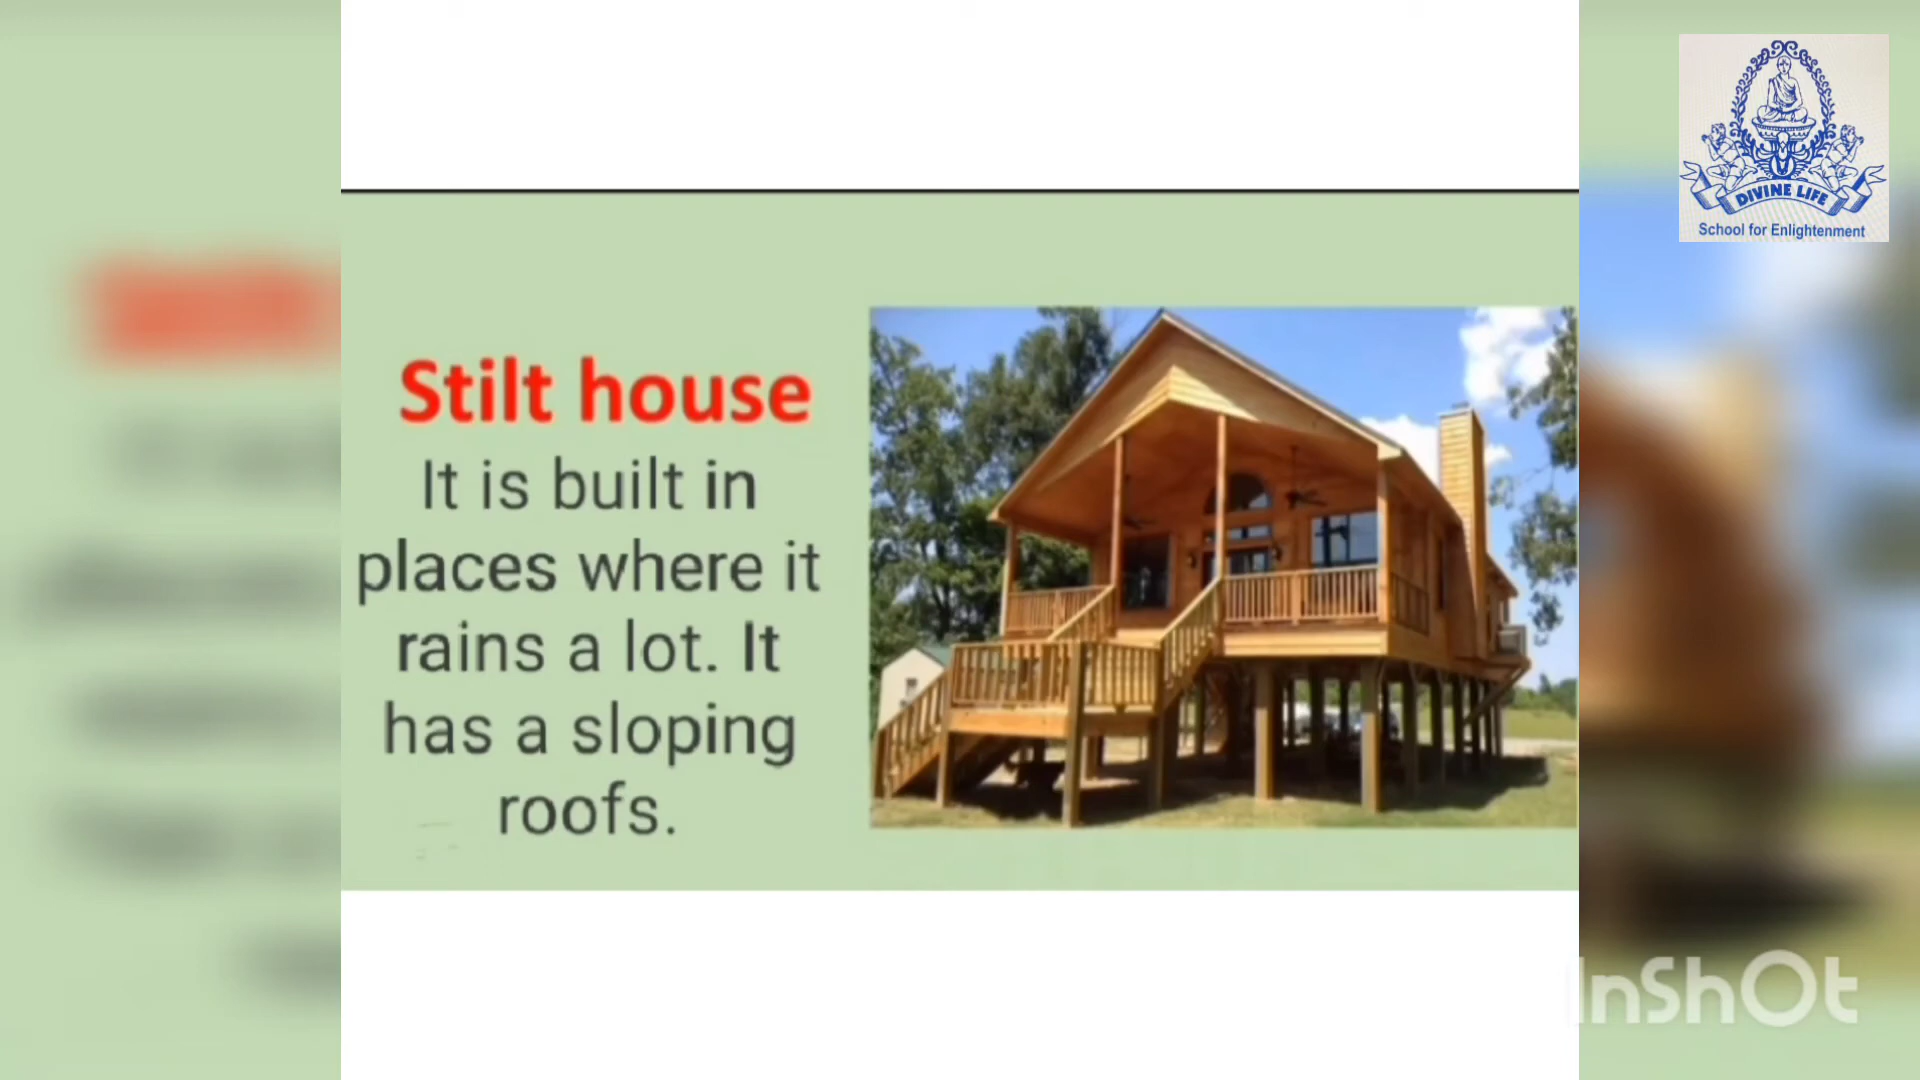 DIVINE LIFE
School for Enlightenment
Stilt house
It is built in
places where it
rains a lot. It
has a sloping
roofs.
InShOt